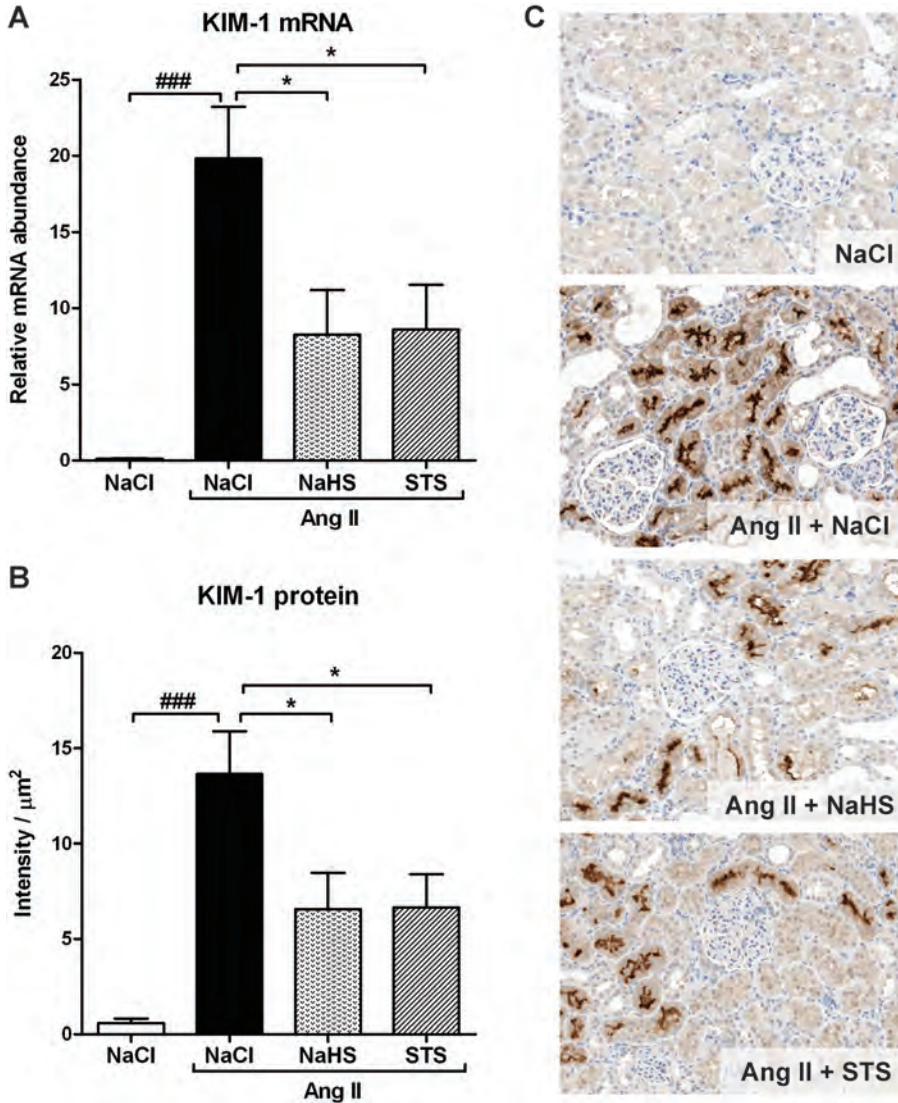 A
KIM-1 mRNA
Relative mRNA abundance
25
20
15
10
5
0
###
*
*
NaCl
NaCl
NaHS
STS
Ang II
B
KIM-1 protein
Intensity / μm²
20
15
10
5
0
###
*
*
NaCl
NaCl
NaHS
STS
Ang II
C
NaCl
Ang II + NaCl
Ang II + NaHS
Ang II + STS